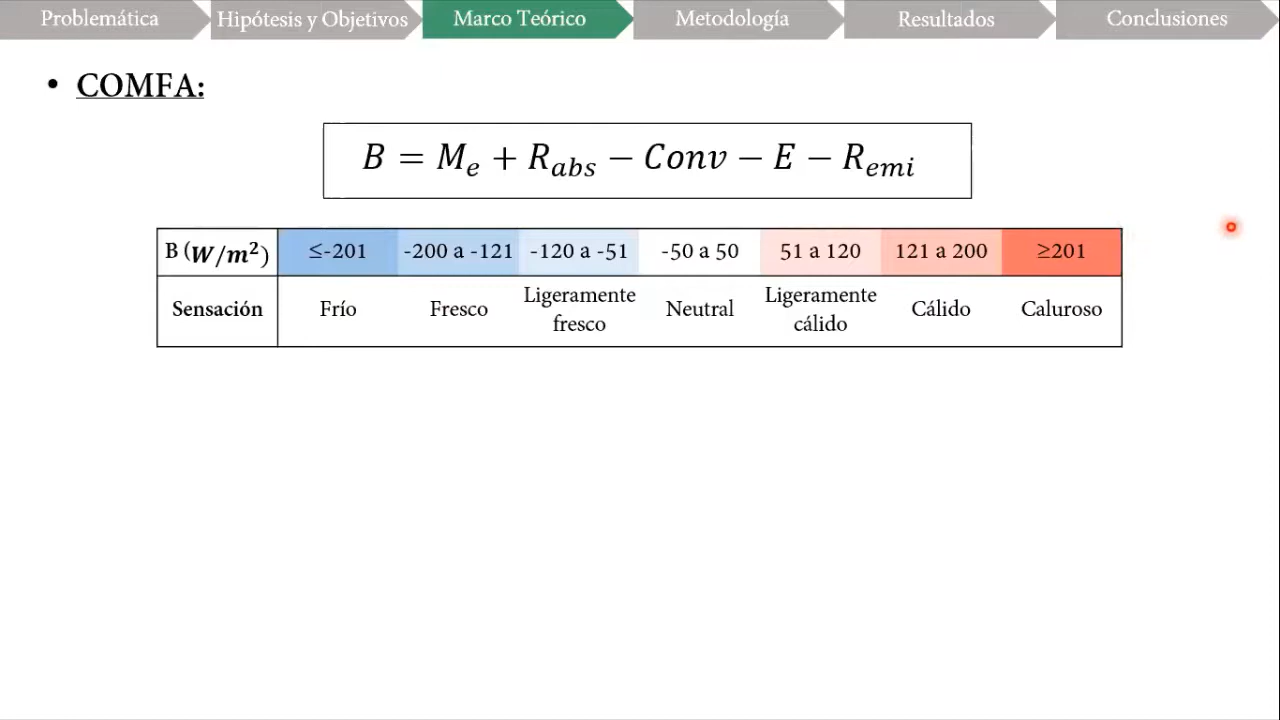 Problemática Hipótesis y Objetivos Marco Teórico Metodología Resultados Conclusiones
• COMFA:
B = M_e + R_abs − Conv − E − R_emi
B (W/m²) ≤-201 -200 a -121 -120 a -51 -50 a 50 51 a 120 121 a 200 ≥201
Sensación Frío Fresco Ligeramente fresco Neutral Ligeramente cálido Cálido Caluroso